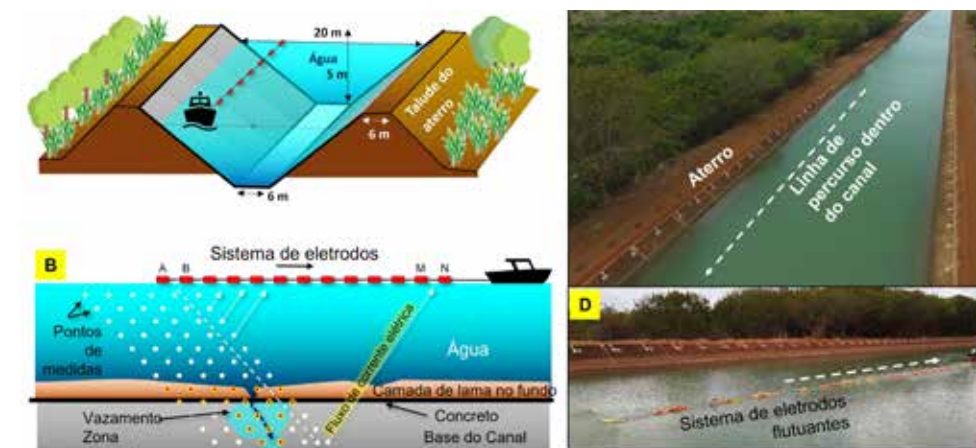 20 m
Água
5 m
Talude do
aterro
6 m
6 m
Aterro
Linha de
percurso dentro
do canal
B
Sistema de eletrodos
A B M N
Pontos
de
medidas
Fluxo de corrente elétrica
Água
Camada de lama no fundo
Vazamento
Zona
Concreto
Base do Canal
D
Sistema de eletrodos
flutuantes